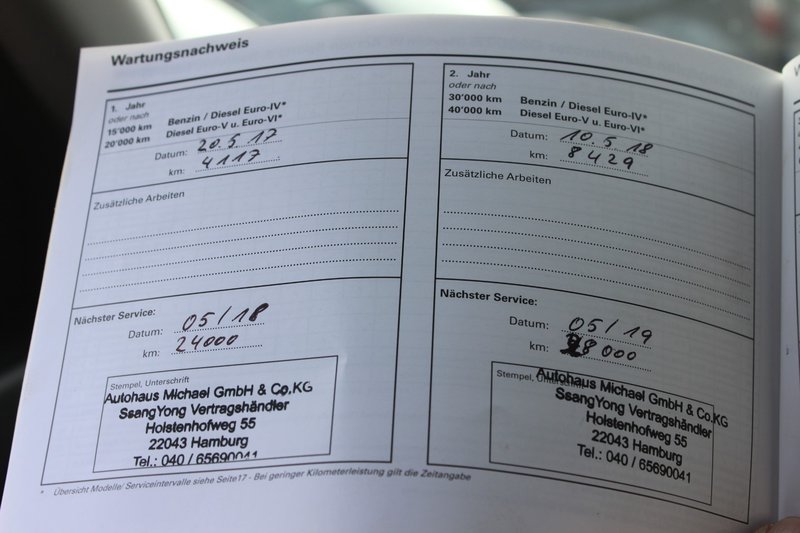 Wartungsnachweis
1. Jahr
oder nach
15'000 km Benzin / Diesel Euro-IV*
20'000 km Diesel Euro-V u. Euro-VI*
Datum: 20.5 17
km: 4117
Zusätzliche Arbeiten
Nächster Service:
Datum: 05/18
km: 24000
Stempel, Unterschrift
Autohaus Michael GmbH & Co.KG
SsangYong Vertragshändler
Holstenhofweg 55
22043 Hamburg
Tel.: 040 / 65690041
2. Jahr
oder nach
30'000 km Benzin / Diesel Euro-IV*
40'000 km Diesel Euro-V u. Euro-VI*
Datum: 10.5 18
km: 8429
Zusätzliche Arbeiten
Nächster Service:
Datum: 05/19
km: 28000
Stempel, Unterschrift
Autohaus Michael GmbH & Co.KG
SsangYong Vertragshändler
Holstenhofweg 55
22043 Hamburg
Tel.: 040 / 65690041
* Übersicht Modelle/ Serviceintervalle siehe Seite17 - Bei geringer Kilometerleistung gilt die Zeitangabe